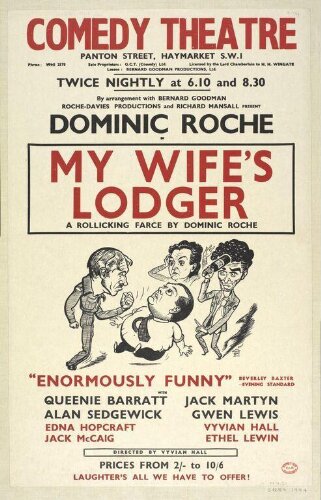 COMEDY THEATRE
PANTON STREET, HAYMARKET S.W.1
TWICE NIGHTLY at 6.10 and 8.30
By arrangement with BERNARD GOODMAN
ROCHE-DAVIES PRODUCTIONS and RICHARD MANSALL PRESENT
DOMINIC ROCHE
MY WIFE'S
LODGER
A ROLLICKING FARCE BY DOMINIC ROCHE
"ENORMOUSLY FUNNY" BEVERLEY BAXTER
EVENING STANDARD
WITH
QUEENIE BARRATT JACK MARTYN
ALAN SEDGEWICK GWEN LEWIS
EDNA HOPCRAFT VYVIAN HALL
JACK McCAIG ETHEL LEWIN
DIRECTED BY VYVIAN HALL
PRICES FROM 2/- to 10/6
LAUGHTER'S ALL WE HAVE TO OFFER!